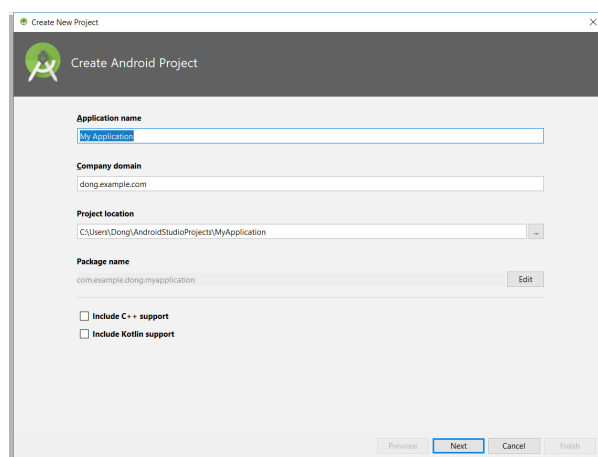 Create New Project
Create Android Project
Application name
My Application
Company domain
dong.example.com
Project location
C:\Users\Dong\AndroidStudioProjects\MyApplication
...
Package name
com.example.dong.myapplication
Edit
Include C++ support
Include Kotlin support
Previous Next Cancel Finish